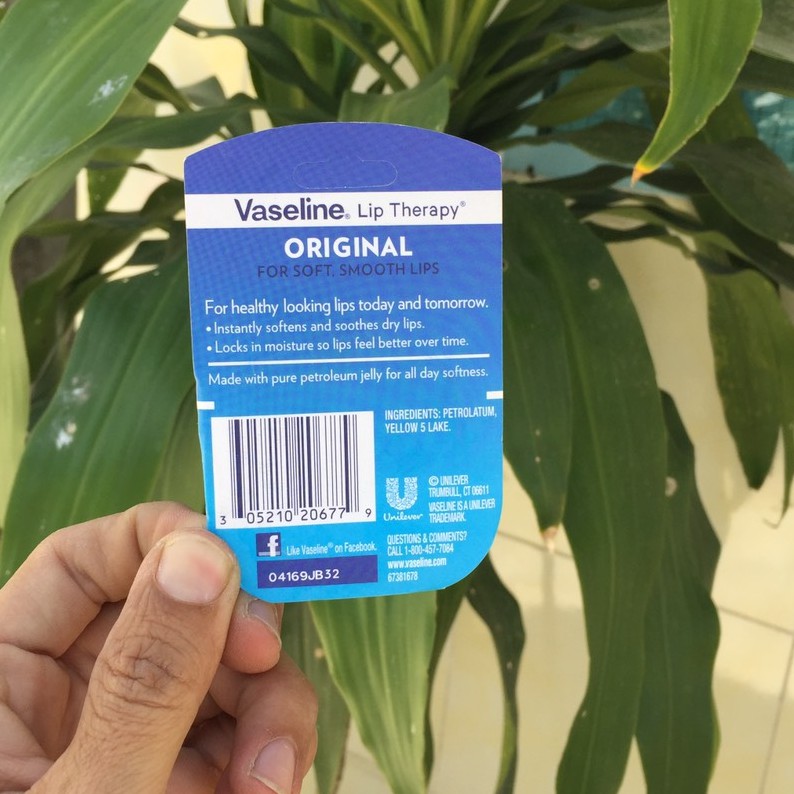 Vaseline® Lip Therapy®
ORIGINAL
FOR SOFT, SMOOTH LIPS
For healthy looking lips today and tomorrow.
• Instantly softens and soothes dry lips.
• Locks in moisture so lips feel better over time.
Made with pure petroleum jelly for all day softness.
INGREDIENTS: PETROLATUM,
YELLOW 5 LAKE.
3 05210 20677 9
Unilever
© UNILEVER
TRUMBULL, CT 06611
VASELINE IS A UNILEVER
TRADEMARK.
f Like Vaseline® on Facebook.
04169JB32
QUESTIONS & COMMENTS?
CALL 1-800-457-7064
www.vaseline.com
67381678